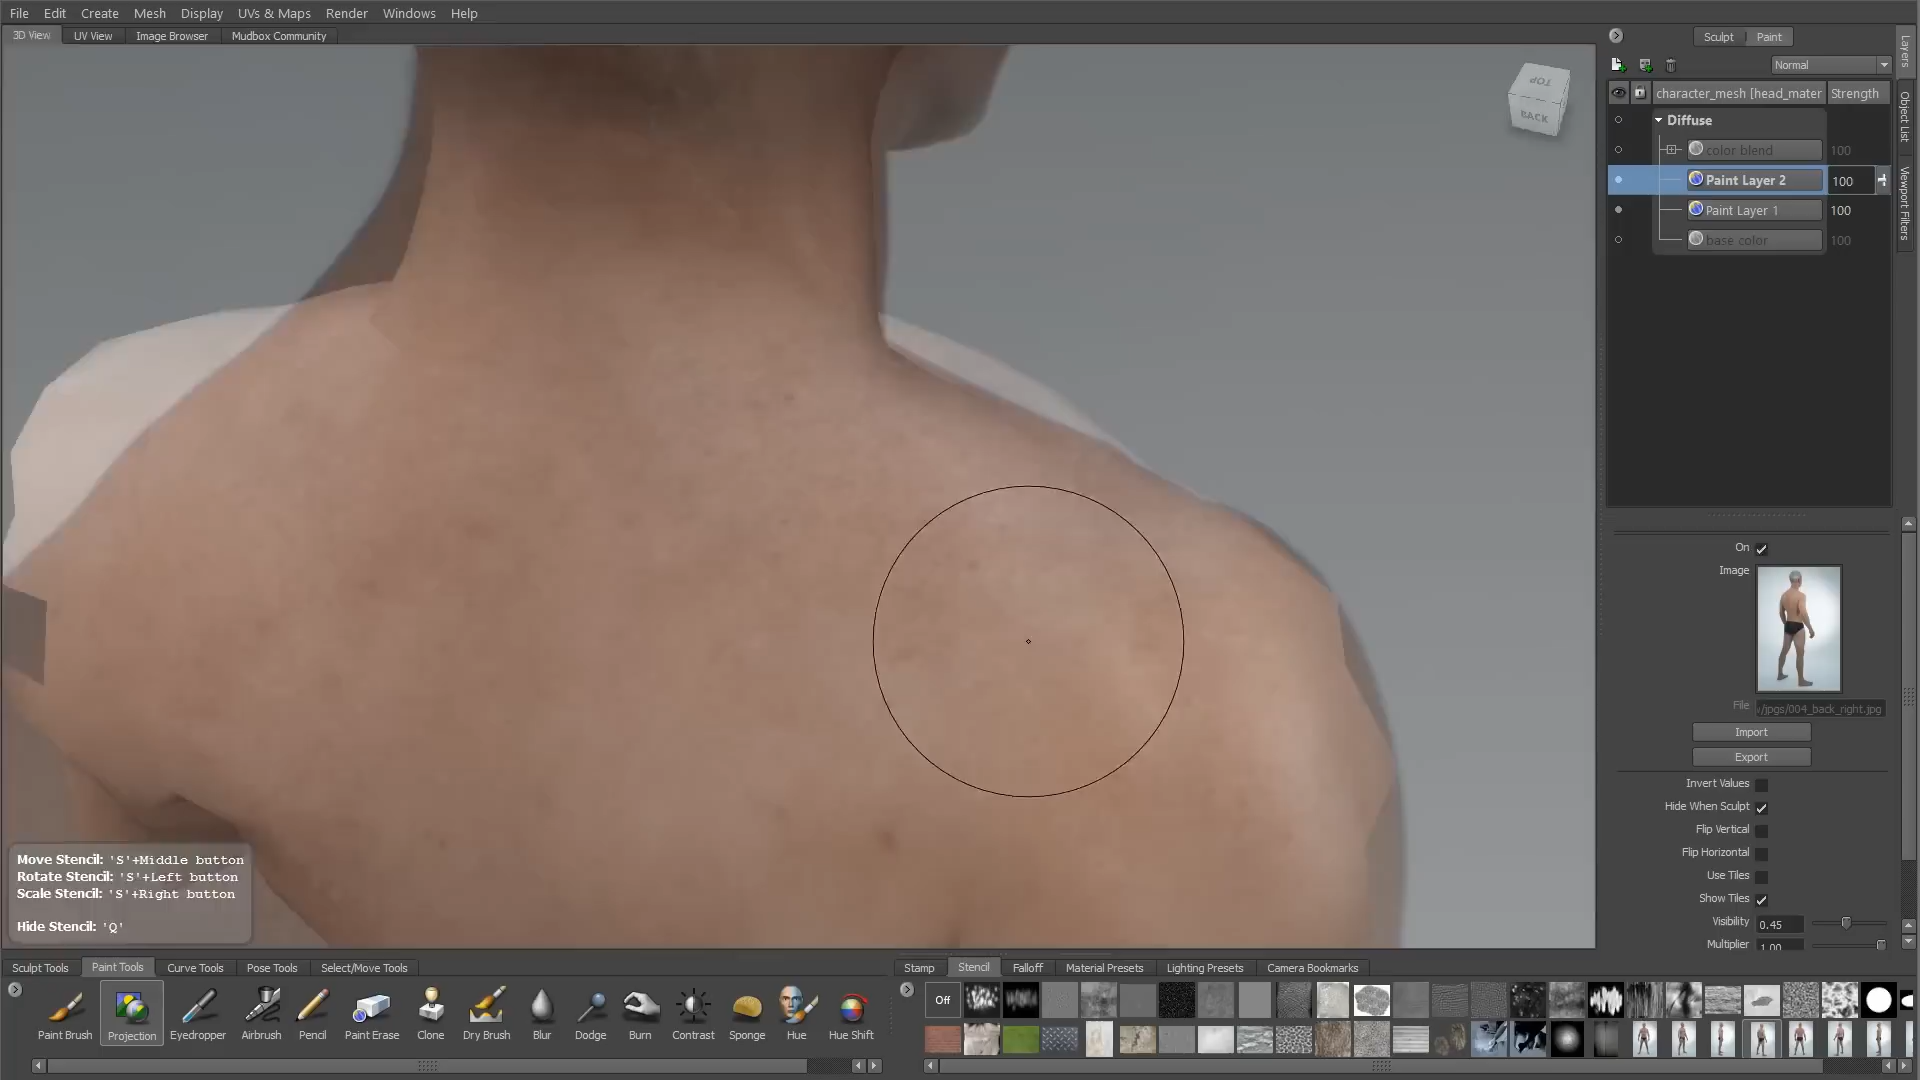 File Edit Create Mesh Display UVs & Maps Render Windows Help
3D View UV View Image Browser Mudbox Community
Sculpt Paint
Normal
character_mesh [head_mater Strength
Diffuse
color blend 100
Paint Layer 2 100
Paint Layer 1 100
base color 100
Layers
Object List
Viewport Filters
TOP
BACK
On
Image
File /jpgs/004_back_right.jpg
Import
Export
Invert Values
Hide When Sculpt
Flip Vertical
Flip Horizontal
Use Tiles
Show Tiles
Visibility 0.45
Multiplier 1.00
Move Stencil: 'S'+Middle button
Rotate Stencil: 'S'+Left button
Scale Stencil: 'S'+Right button
Hide Stencil: 'Q'
Sculpt Tools Paint Tools Curve Tools Pose Tools Select/Move Tools
Stamp Stencil Falloff Material Presets Lighting Presets Camera Bookmarks
Off
Paint Brush Projection Eyedropper Airbrush Pencil Paint Erase Clone Dry Brush Blur Dodge Burn Contrast Sponge Hue Hue Shift